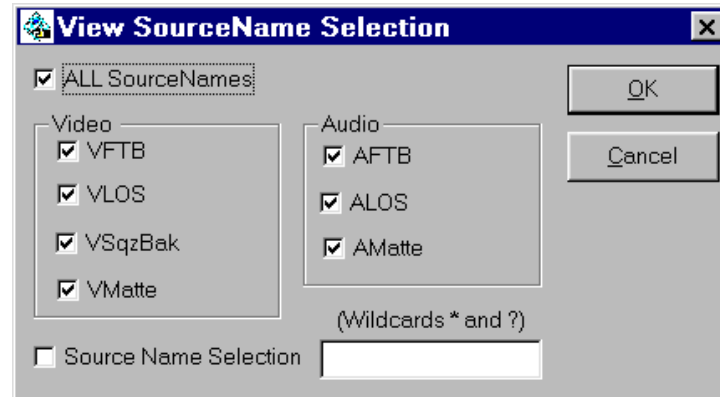 View SourceName Selection
ALL SourceNames
OK
Video
Audio
VFTB
AFTB
Cancel
VLOS
ALOS
VSqzBak
AMatte
VMatte
(Wildcards * and ?)
Source Name Selection